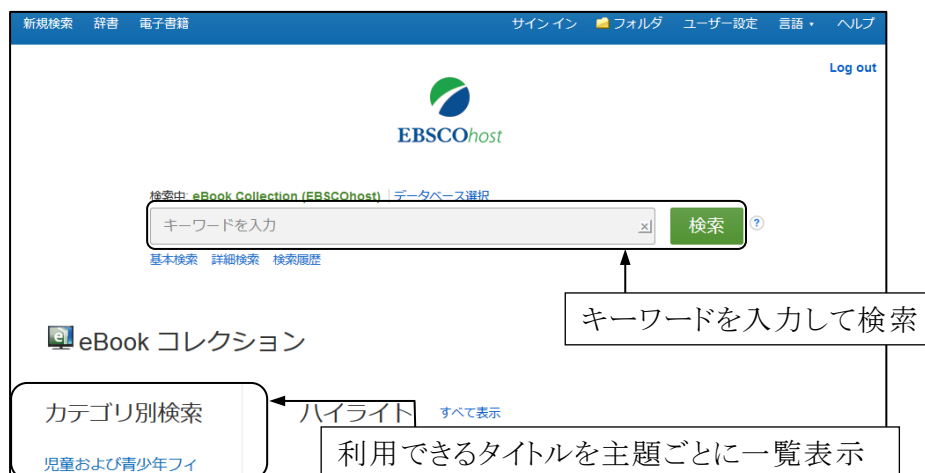 新規検索 辞書 電子書籍 サイン イン フォルダ ユーザー設定 言語 ヘルプ
Log out
EBSCOhost
検索中: eBook Collection (EBSCOhost) データベース選択
キーワードを入力 x 検索 ?
基本検索 詳細検索 検索履歴
キーワードを入力して検索
eBook コレクション
カテゴリ別検索 ハイライト すべて表示
利用できるタイトルを主題ごとに一覧表示
児童および青少年フィ